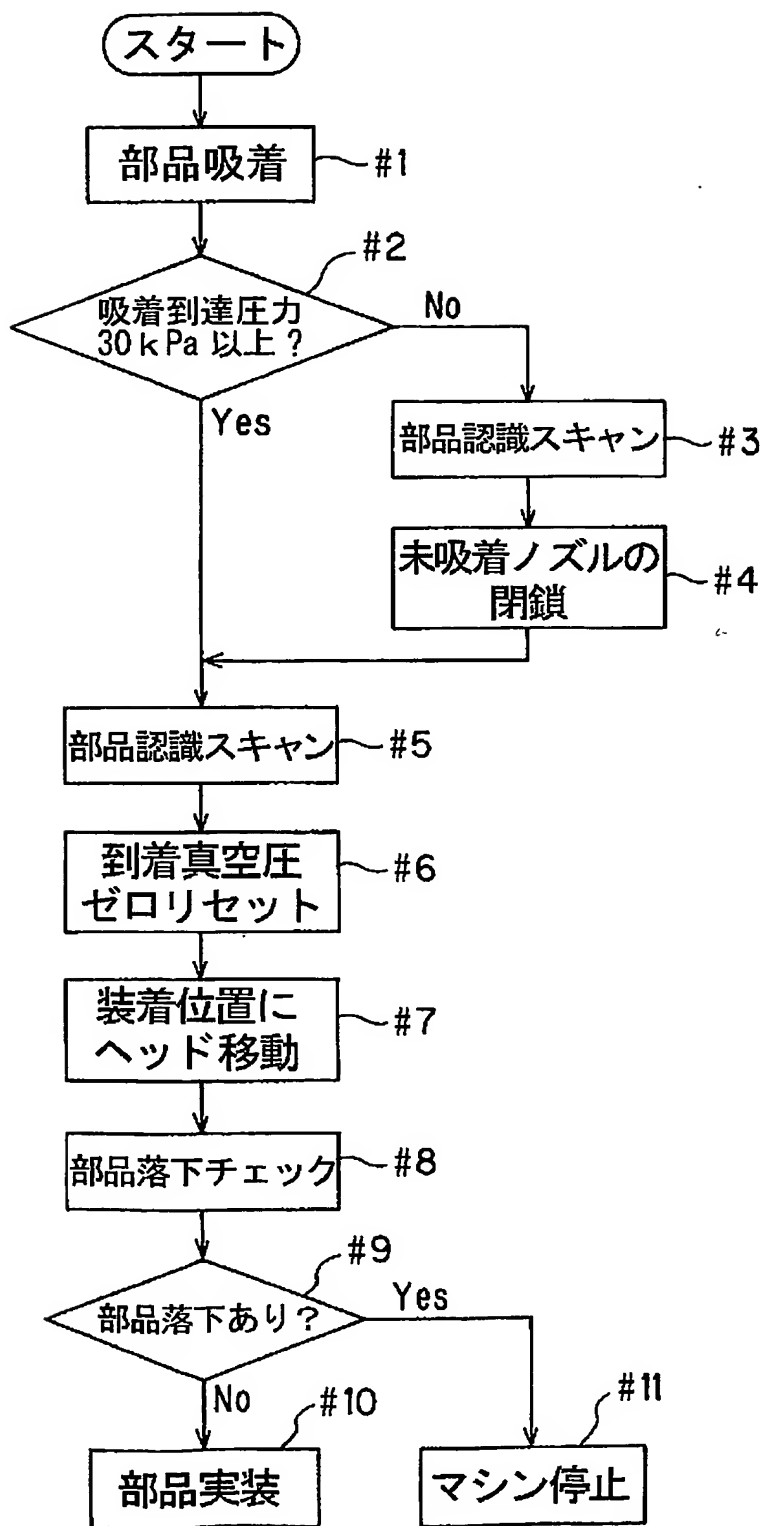 スタート
部品吸着
#1
#2
吸着到達圧力
30kPa 以上?
No
Yes
部品認識スキャン
#3
未吸着ノズルの
閉鎖
#4
部品認識スキャン
#5
到着真空圧
ゼロリセット
#6
装着位置に
ヘッド移動
#7
部品落下チェック
#8
#9
部品落下あり?
Yes
No
#10
部品実装
#11
マシン停止